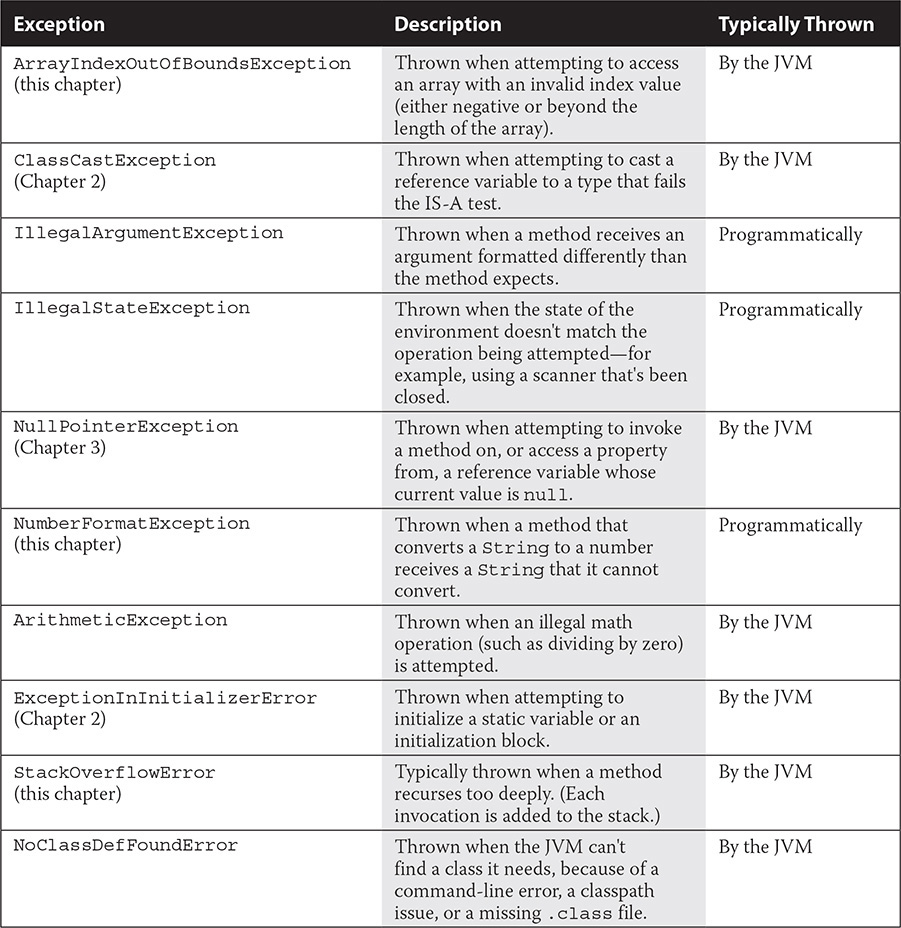 Exception Description Typically Thrown
ArrayIndexOutOfBoundsException Thrown when attempting to access By the JVM
(this chapter) an array with an invalid index value
(either negative or beyond the
length of the array).
ClassCastException Thrown when attempting to cast a By the JVM
(Chapter 2) reference variable to a type that fails
the IS-A test.
IllegalArgumentException Thrown when a method receives an Programmatically
argument formatted differently than
the method expects.
IllegalStateException Thrown when the state of the Programmatically
environment doesn't match the
operation being attempted—for
example, using a scanner that's been
closed.
NullPointerException Thrown when attempting to invoke By the JVM
(Chapter 3) a method on, or access a property
from, a reference variable whose
current value is null.
NumberFormatException Thrown when a method that Programmatically
(this chapter) converts a String to a number
receives a String that it cannot
convert.
ArithmeticException Thrown when an illegal math By the JVM
operation (such as dividing by zero)
is attempted.
ExceptionInInitializerError Thrown when attempting to By the JVM
(Chapter 2) initialize a static variable or an
initialization block.
StackOverflowError Typically thrown when a method By the JVM
(this chapter) recurses too deeply. (Each
invocation is added to the stack.)
NoClassDefFoundError Thrown when the JVM can't By the JVM
find a class it needs, because of a
command-line error, a classpath
issue, or a missing .class file.